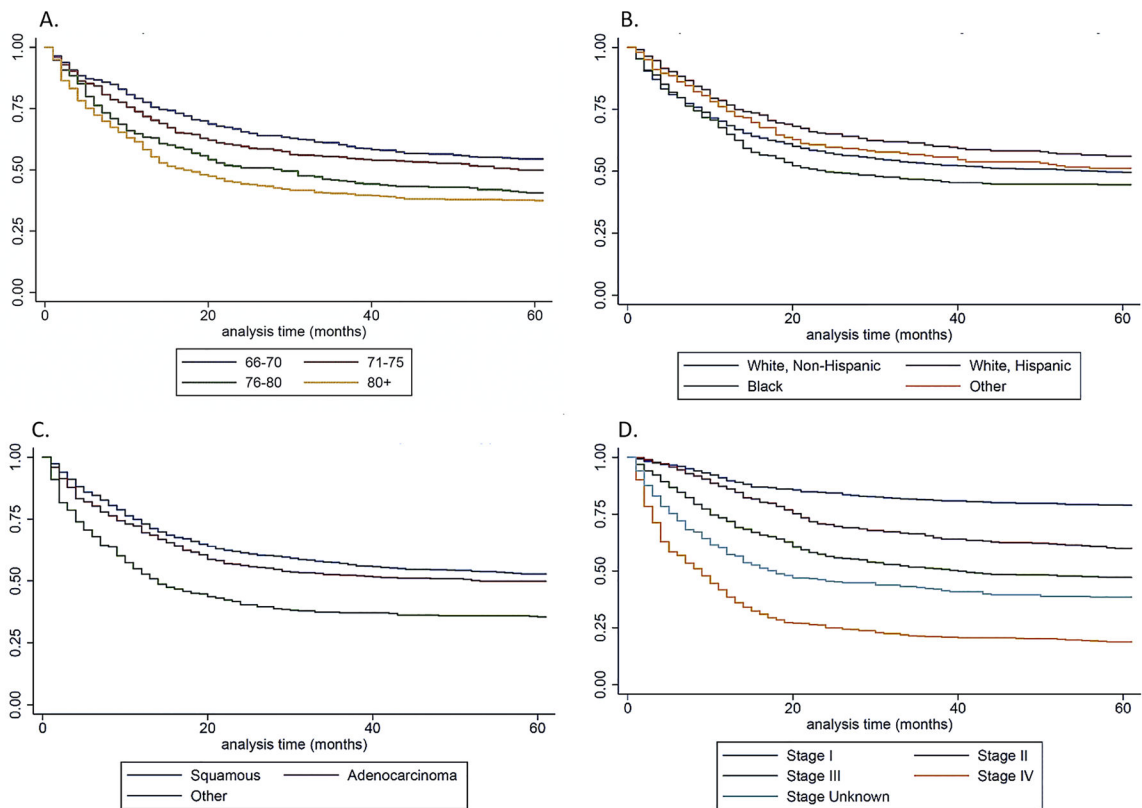 A.
1.00
0.75
0.50
0.25
0.00
0 20 40 60
analysis time (months)
66-70 71-75
76-80 80+
B.
1.00
0.75
0.50
0.25
0.00
0 20 40 60
analysis time (months)
White, Non-Hispanic White, Hispanic
Black Other
C.
1.00
0.75
0.50
0.25
0.00
0 20 40 60
analysis time (months)
Squamous Adenocarcinoma
Other
D.
1.00
0.75
0.50
0.25
0.00
0 20 40 60
analysis time (months)
Stage I Stage II
Stage III Stage IV
Stage Unknown